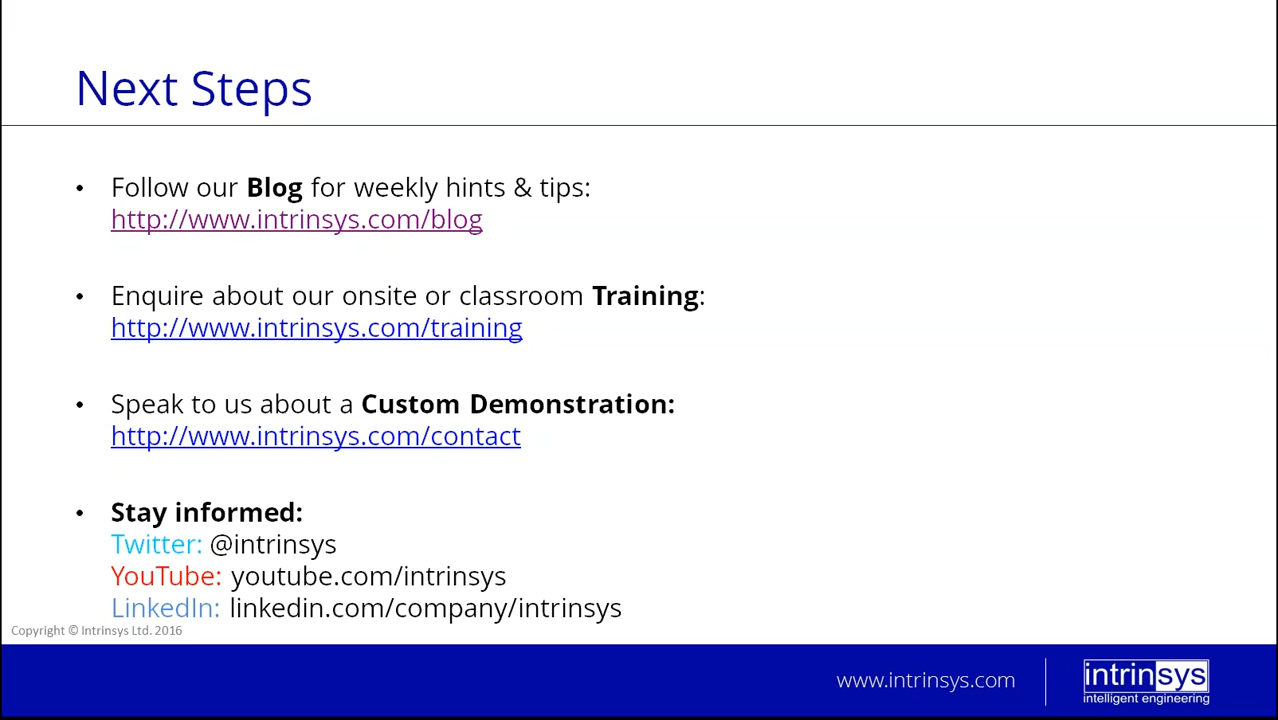 Next Steps
• Follow our Blog for weekly hints & tips:
http://www.intrinsys.com/blog
• Enquire about our onsite or classroom Training:
http://www.intrinsys.com/training
• Speak to us about a Custom Demonstration:
http://www.intrinsys.com/contact
• Stay informed:
Twitter: @intrinsys
YouTube: youtube.com/intrinsys
LinkedIn: linkedin.com/company/intrinsys
Copyright © Intrinsys Ltd. 2016
www.intrinsys.com
intrinsys
intelligent engineering